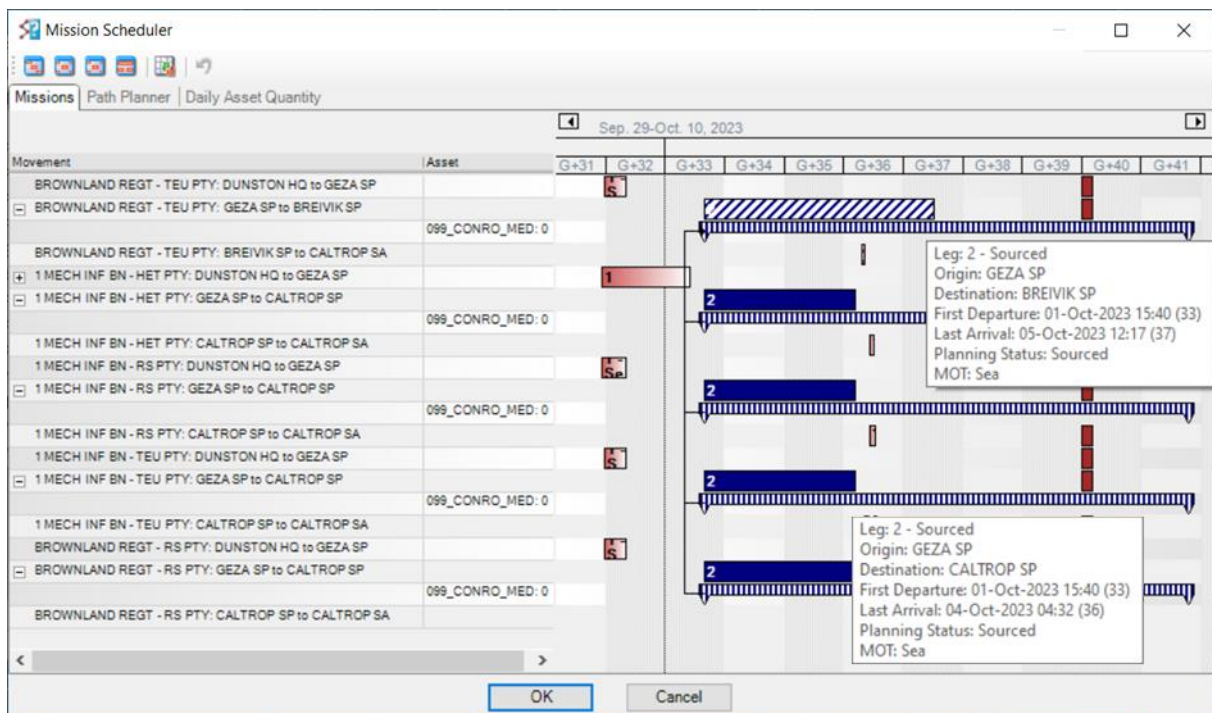 Mission Scheduler
Missions Path Planner Daily Asset Quantity
Sep. 29-Oct. 10, 2023
Movement Asset G+31 G+32 G+33 G+34 G+35 G+36 G+37 G+38 G+39 G+40 G+41
BROWNLAND REGT - TEU PTY: DUNSTON HQ to GEZA SP S
BROWNLAND REGT - TEU PTY: GEZA SP to BREIVIK SP
099_CONRO_MED: 0
BROWNLAND REGT - TEU PTY: BREIVIK SP to CALTROP SA
1 MECH INF BN - HET PTY: DUNSTON HQ to GEZA SP 1
1 MECH INF BN - HET PTY: GEZA SP to CALTROP SP 2
099_CONRO_MED: 0
1 MECH INF BN - HET PTY: CALTROP SP to CALTROP SA
1 MECH INF BN - RS PTY: DUNSTON HQ to GEZA SP Se
1 MECH INF BN - RS PTY: GEZA SP to CALTROP SP 2
099_CONRO_MED: 0
1 MECH INF BN - RS PTY: CALTROP SP to CALTROP SA
1 MECH INF BN - TEU PTY: DUNSTON HQ to GEZA SP S
1 MECH INF BN - TEU PTY: GEZA SP to CALTROP SP 2
099_CONRO_MED: 0
1 MECH INF BN - TEU PTY: CALTROP SP to CALTROP SA
BROWNLAND REGT - RS PTY: DUNSTON HQ to GEZA SP S
BROWNLAND REGT - RS PTY: GEZA SP to CALTROP SP 2
099_CONRO_MED: 0
BROWNLAND REGT - RS PTY: CALTROP SP to CALTROP SA
Leg: 2 - Sourced
Origin: GEZA SP
Destination: BREIVIK SP
First Departure: 01-Oct-2023 15:40 (33)
Last Arrival: 05-Oct-2023 12:17 (37)
Planning Status: Sourced
MOT: Sea
Leg: 2 - Sourced
Origin: GEZA SP
Destination: CALTROP SP
First Departure: 01-Oct-2023 15:40 (33)
Last Arrival: 04-Oct-2023 04:32 (36)
Planning Status: Sourced
MOT: Sea
OK Cancel